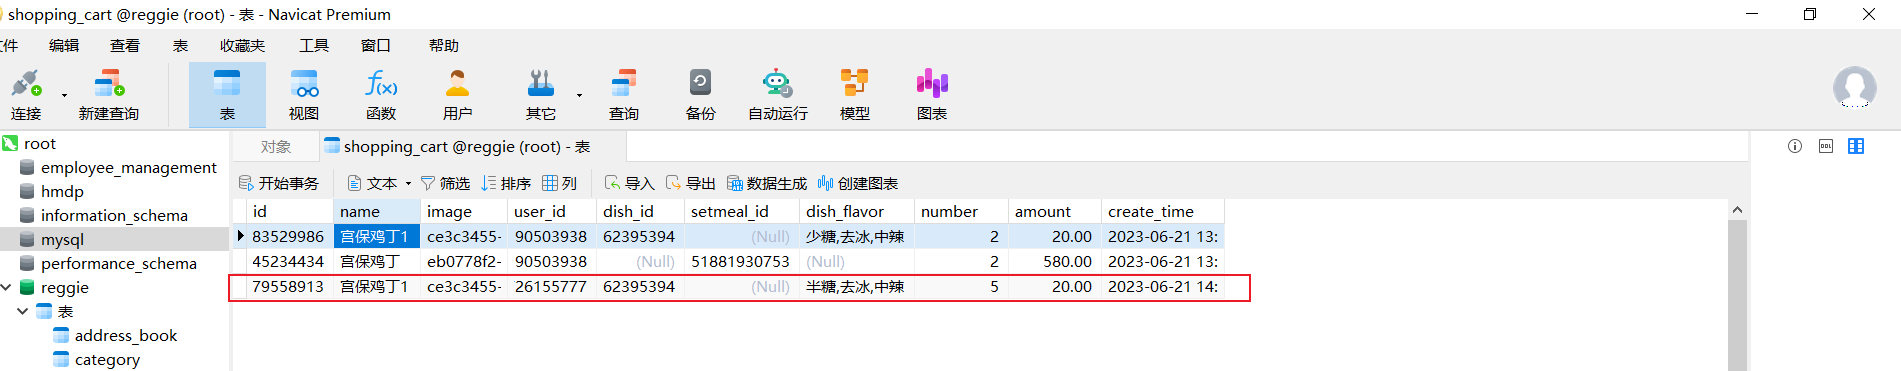 shopping_cart @reggie (root) - 表 - Navicat Premium
件 编辑 查看 表 收藏夹 工具 窗口 帮助
连接 新建查询 表 视图 函数 用户 其它 查询 备份 自动运行 模型 图表
root
employee_management
hmdp
information_schema
mysql
performance_schema
reggie
表
address_book
category
对象 shopping_cart @reggie (root) - 表
开始事务 文本 筛选 排序 列 导入 导出 数据生成 创建图表
id name image user_id dish_id setmeal_id dish_flavor number amount create_time
83529986 宫保鸡丁1 ce3c3455- 90503938 62395394 (Null) 少糖,去冰,中辣 2 20.00 2023-06-21 13:
45234434 宫保鸡丁 eb0778f2- 90503938 (Null) 51881930753 (Null) 2 580.00 2023-06-21 13:
79558913 宫保鸡丁1 ce3c3455- 26155777 62395394 (Null) 半糖,去冰,中辣 5 20.00 2023-06-21 14:
DDL